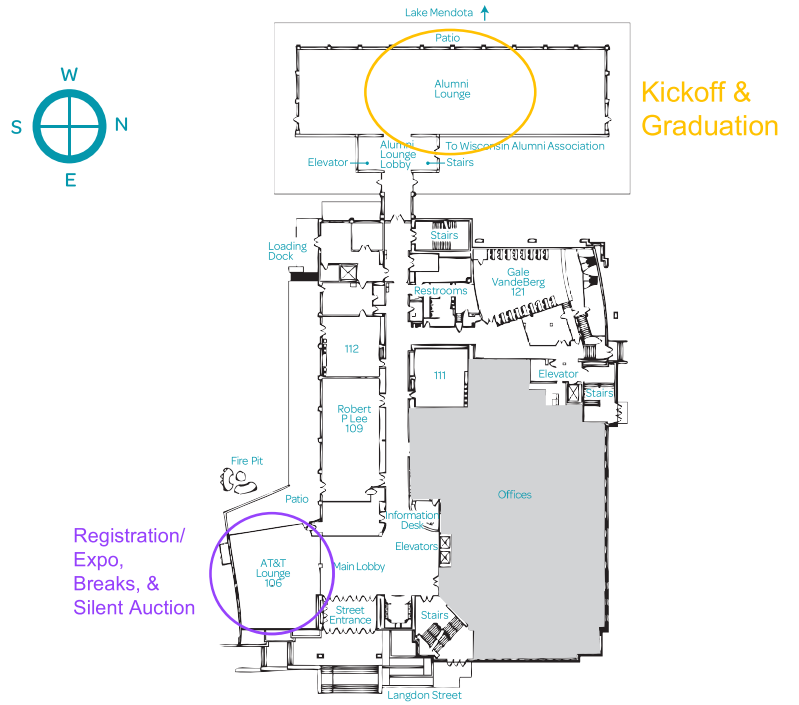 Lake Mendota
Patio
Alumni
Lounge
Kickoff &
Graduation
W
S
N
E
Alumni
Lounge
Lobby
To Wisconsin Alumni Association
Elevator
Stairs
Stairs
Loading
Dock
Gale
VandeBerg
121
Restrooms
112
111
Elevator
Stairs
Robert
P Lee
109
Fire Pit
Patio
Offices
Information
Desk
Registration/
Expo,
Breaks, &
Silent Auction
AT&T
Lounge
106
Main Lobby
Elevators
Street
Entrance
Stairs
Langdon Street